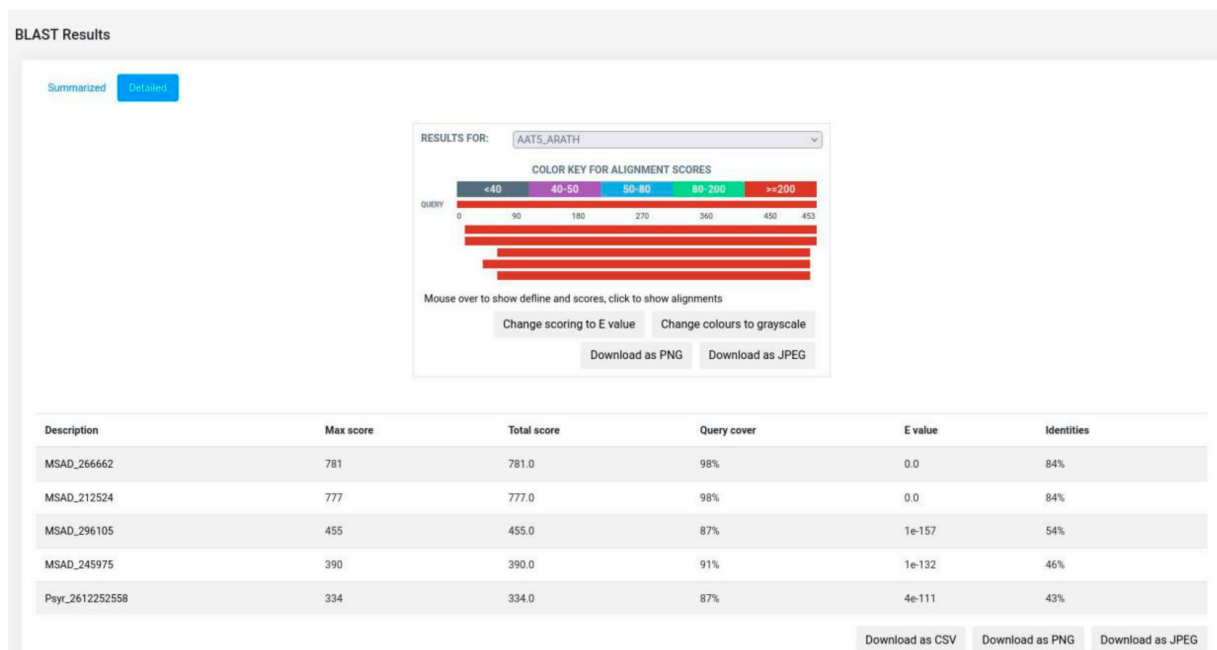 BLAST Results
Summarized Detailed
RESULTS FOR: AAT5_ARATH
COLOR KEY FOR ALIGNMENT SCORES
<40 40-50 50-80 80-200 >=200
QUERY
0 90 180 270 360 450 453
Mouse over to show defline and scores, click to show alignments
Change scoring to E value Change colours to grayscale
Download as PNG Download as JPEG
Description Max score Total score Query cover E value Identities
MSAD_266662 781 781.0 98% 0.0 84%
MSAD_212524 777 777.0 98% 0.0 84%
MSAD_296105 455 455.0 87% 1e-157 54%
MSAD_245975 390 390.0 91% 1e-132 46%
Psyr_2612252558 334 334.0 87% 4e-111 43%
Download as CSV Download as PNG Download as JPEG